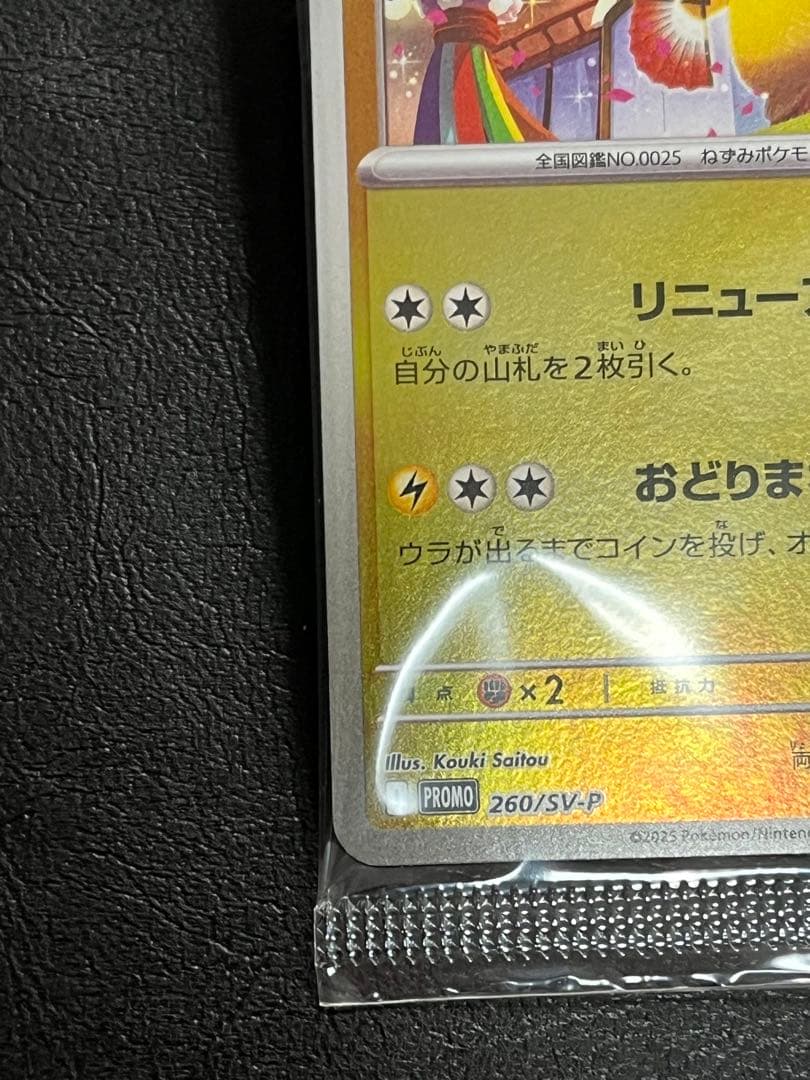 全国図鑑NO.0025 ねずみポケモ
リニュー
じぶん やまふだ まい ひ
自分の山札を2枚引く。
おどりま
で な
ウラが出るまでコインを投げ、オ
点 ×2 抵抗力
Illus. Kouki Saitou
PROMO 260/SV-P
©2025 Pokémon/Ninten